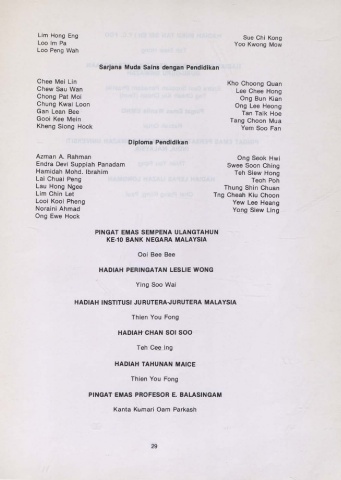 Lim Hong Eng
Loo Im Pa
Loo Peng Wah
Sue Chi Kong
Yoo Kwong Mow
Sarjana Muda Sains dengan Pendidikan
Chee Mei Lin
Chew Sau Wan
Chong Pat Moi
Chung Kwai Loon
Gan Lean Bee
Gooi Kee Mein
Kheng Siong Hock
Kho Choong Quan
Lee Chee Hong
Ong Bun Kian
Ong Lee Heong
Tan Taik Hoe
Tang Choon Mua
Yem Soo Fan
Diploma Pendidikan
Azman A. Rahman
Endra Devi Suppiah Panadam
Hamidah Mohd. Ibrahim
Lai Chuai Peng
Lau Hong Ngee
Lim Chin Let
Looi Kooi Pheng
Noraini Ahmad
Ong Ewe Hock
Ong Seok Hwi
Swee Soon Ching
Teh Siew Hong
Teoh Poh
Thung Shin Chuan
Tng Cheah Kiu Choon
Yew Lee Heang
Yong Siew Ling
PINGAT EMAS SEMPENA ULANGTAHUN
KE-10 BANK NEGARA MALAYSIA
Ooi Bee Bee
HADIAH PERINGATAN LESLIE WONG
Ying Soo Wai
HADIAH INSTITUSI JURUTERA-JURUTERA MALAYSIA
Thien You Fong
HADIAH CHAN SOI SOO
Teh Cee Ing
HADIAH TAHUNAN MAICE
Thien You Fong
PINGAT EMAS PROFESOR E. BALASINGAM
Kanta Kumari Oam Parkash
29